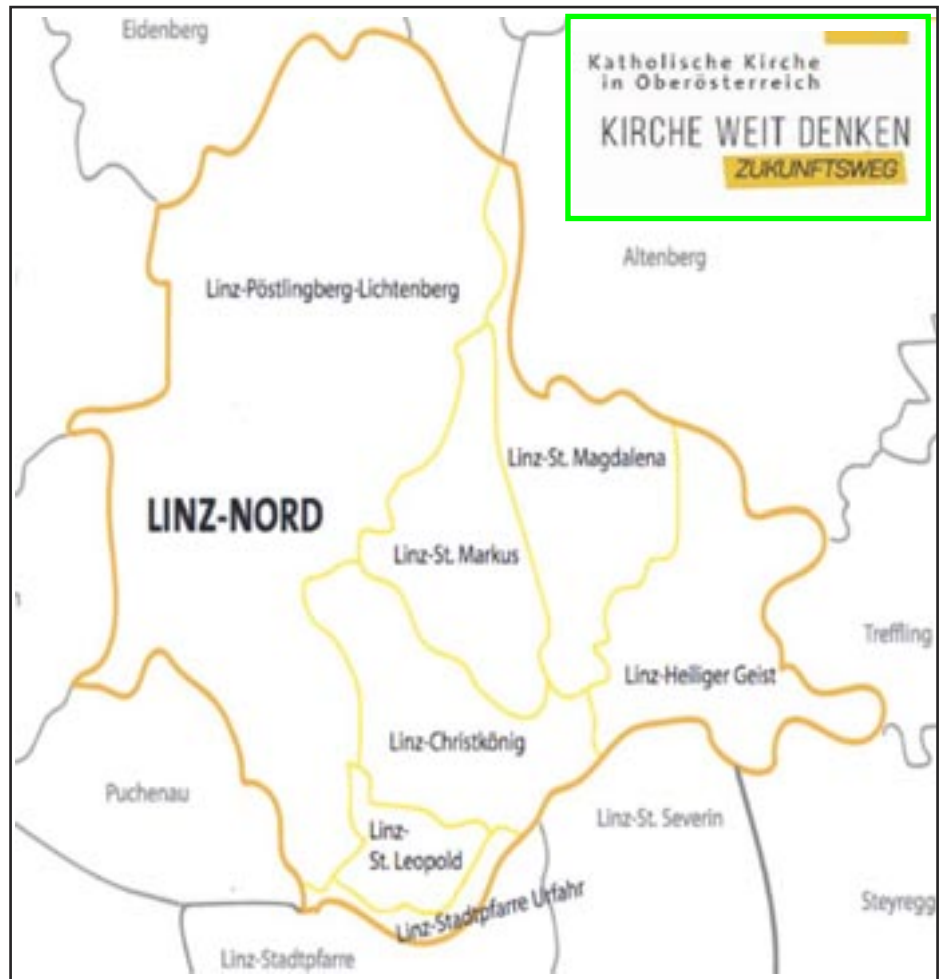 Eidenberg
Katholische Kirche
in Oberösterreich
KIRCHE WEIT DENKEN
ZUKUNFTSWEG
Altenberg
Linz-Pöstlingberg-Lichtenberg
Linz-St. Magdalena
LINZ-NORD
Linz-St. Markus
Treffling
Linz-Heiliger Geist
Linz-Christkönig
Puchenau
Linz-St. Severin
Linz-
St. Leopold
Linz-Stadtpfarre Urfahr
Steyregg
Linz-Stadtpfarre